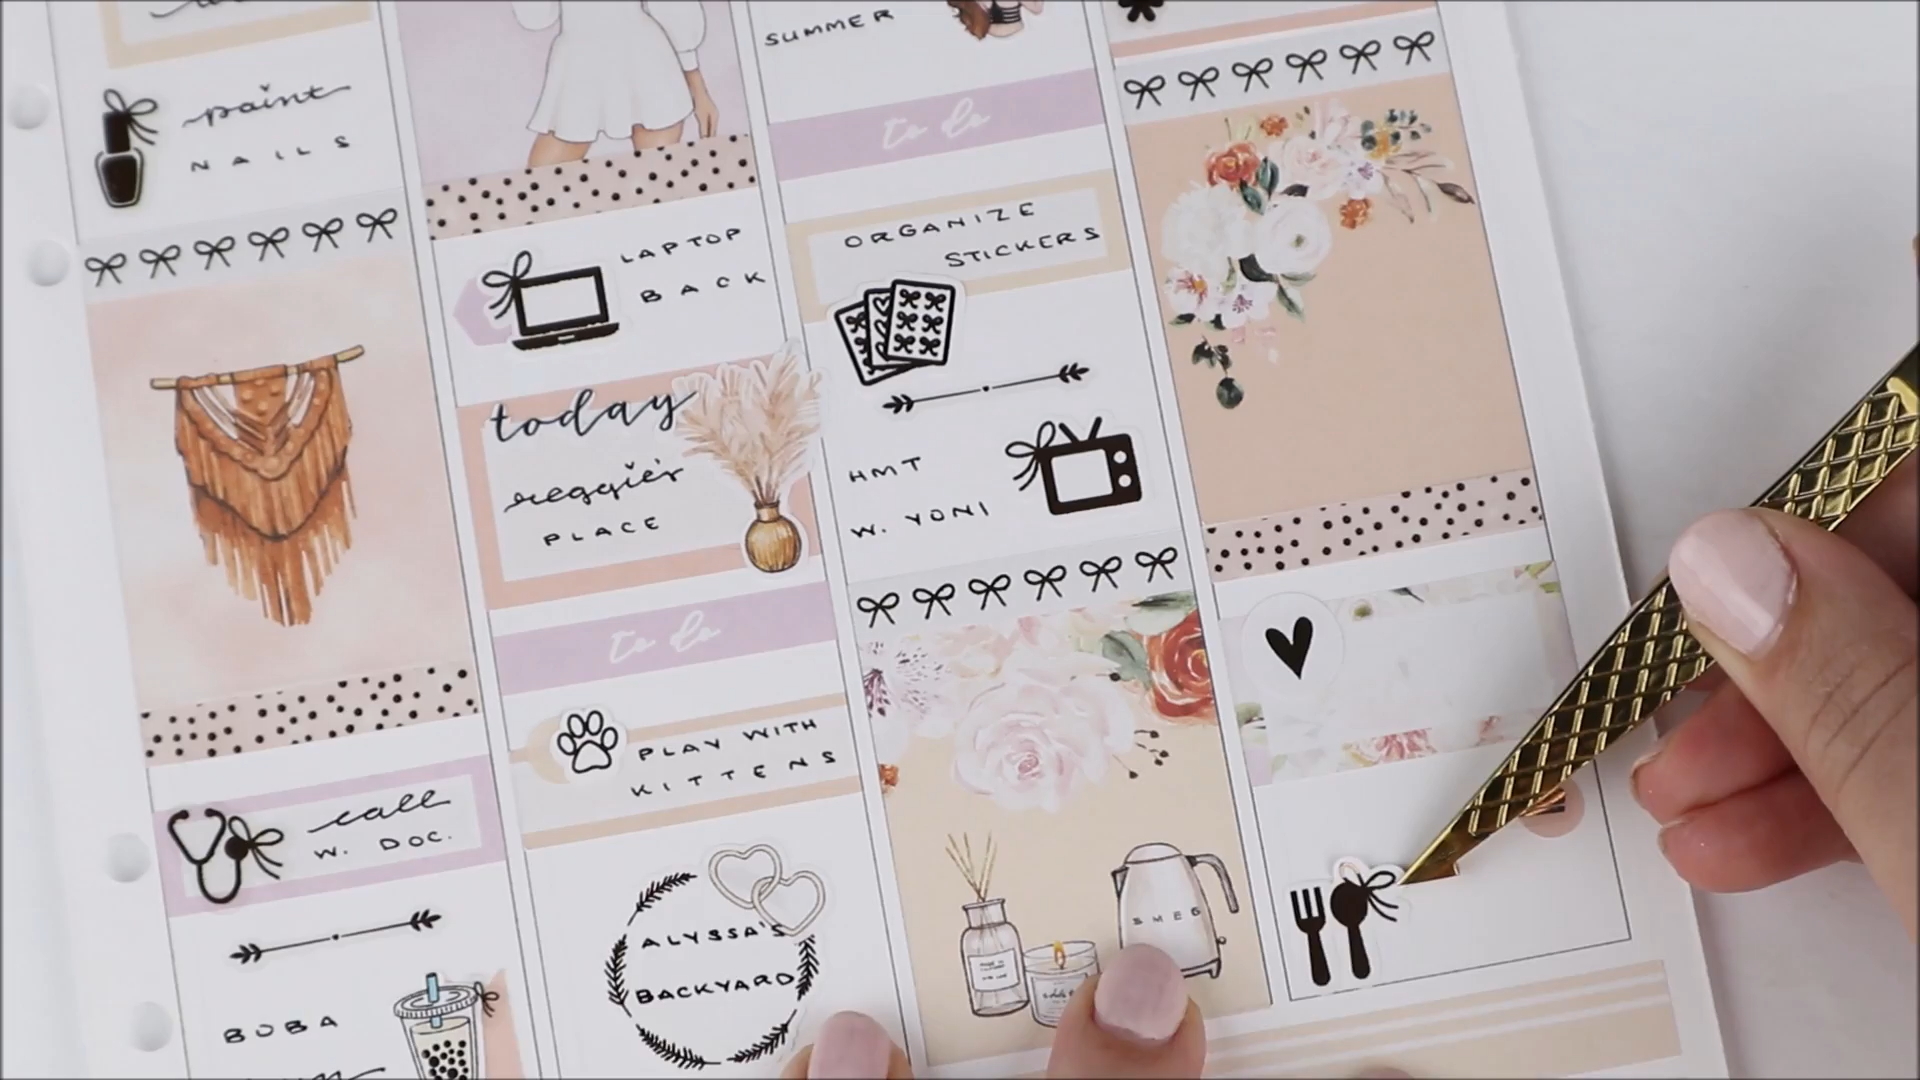 paint
NAILS
call
W. DOC.
BOBA
LAPTOP
BACK
today
reggie's
PLACE
to do
PLAY WITH
KITTENS
ALYSSA'S
BACKYARD
SUMMER
to do
ORGANIZE
STICKERS
HMT
W. YONI
SMEG